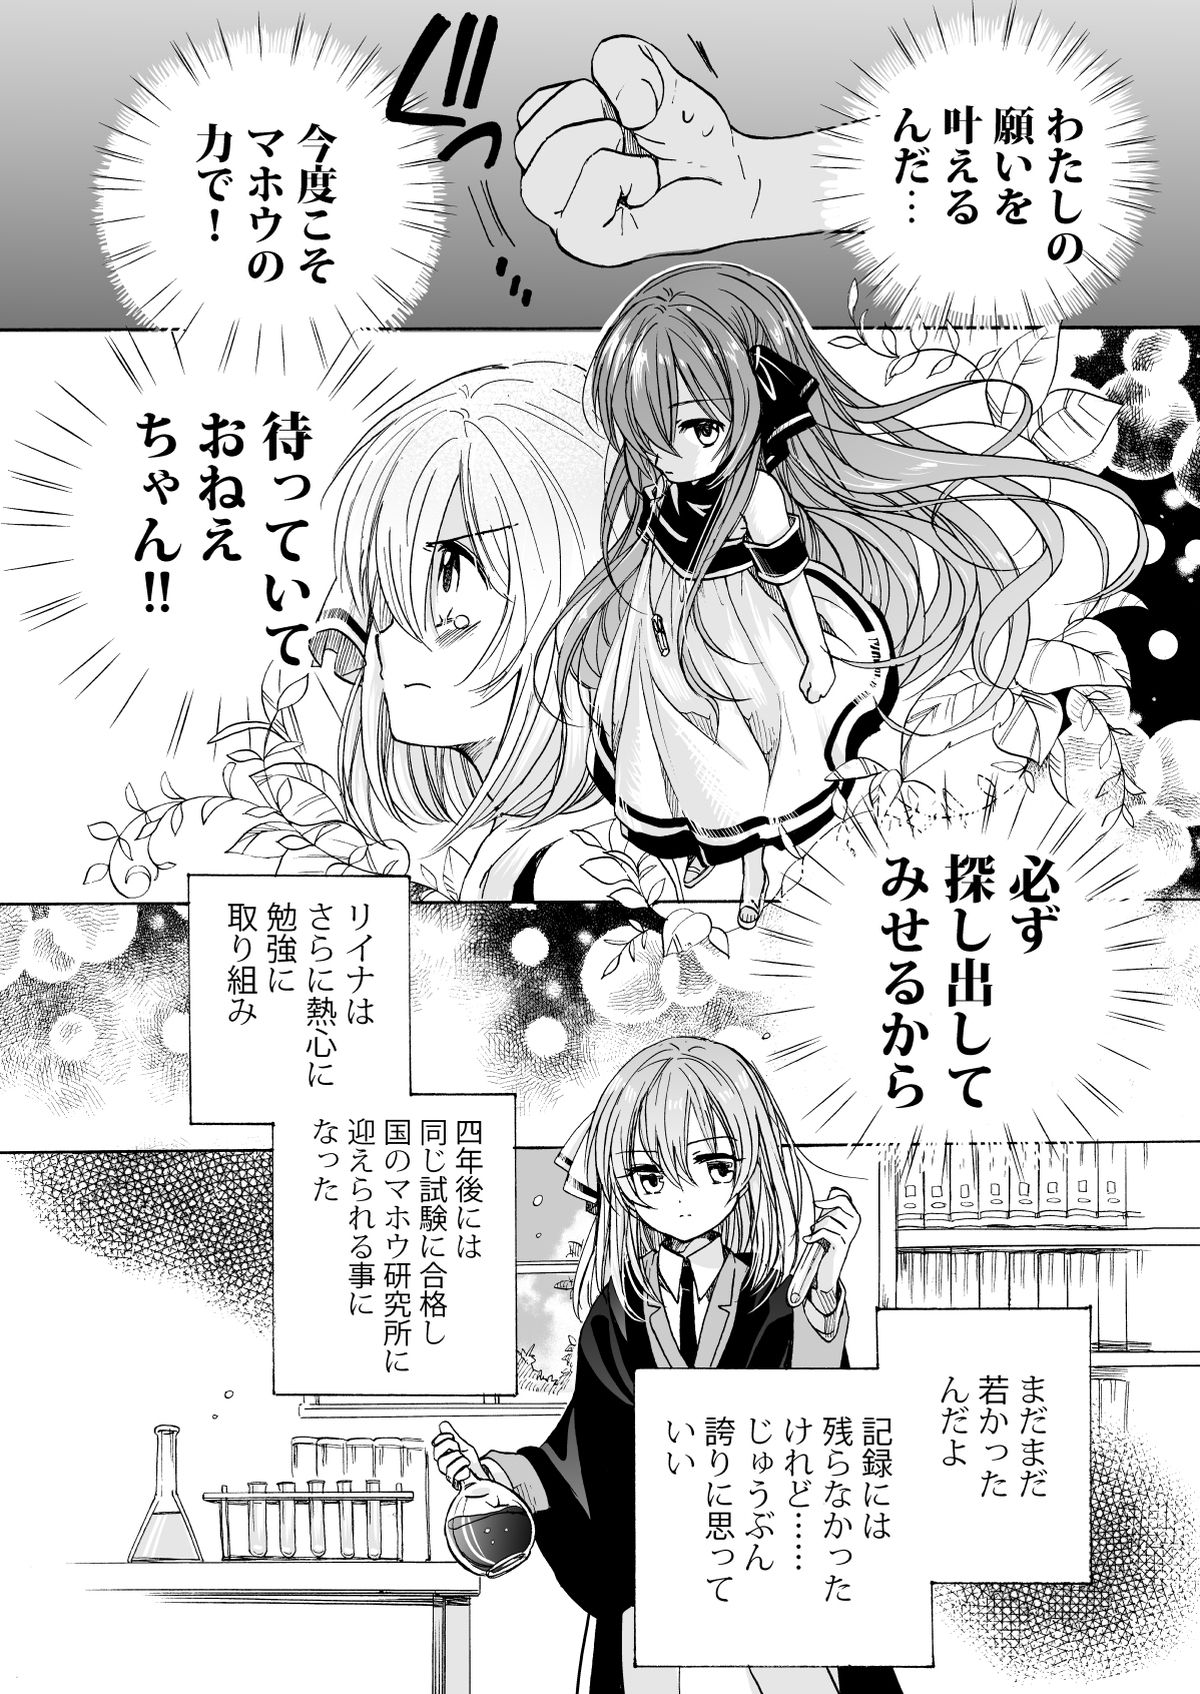 わたしの
願いを
叶える
んだ…
ぐっ
今度こそ
マホウの
力で！
待っていて
おねえ
ちゃん!!
必ず
探し出して
みせるから
リイナは
さらに熱心に
勉強に
取り組み
四年後には
同じ試験に合格し
国のマホウ研究所に
迎えられる事に
なった
まだまだ
若かった
んだよ
記録には
残らなかった
けれど……
じゅうぶん
誇りに思って
いい